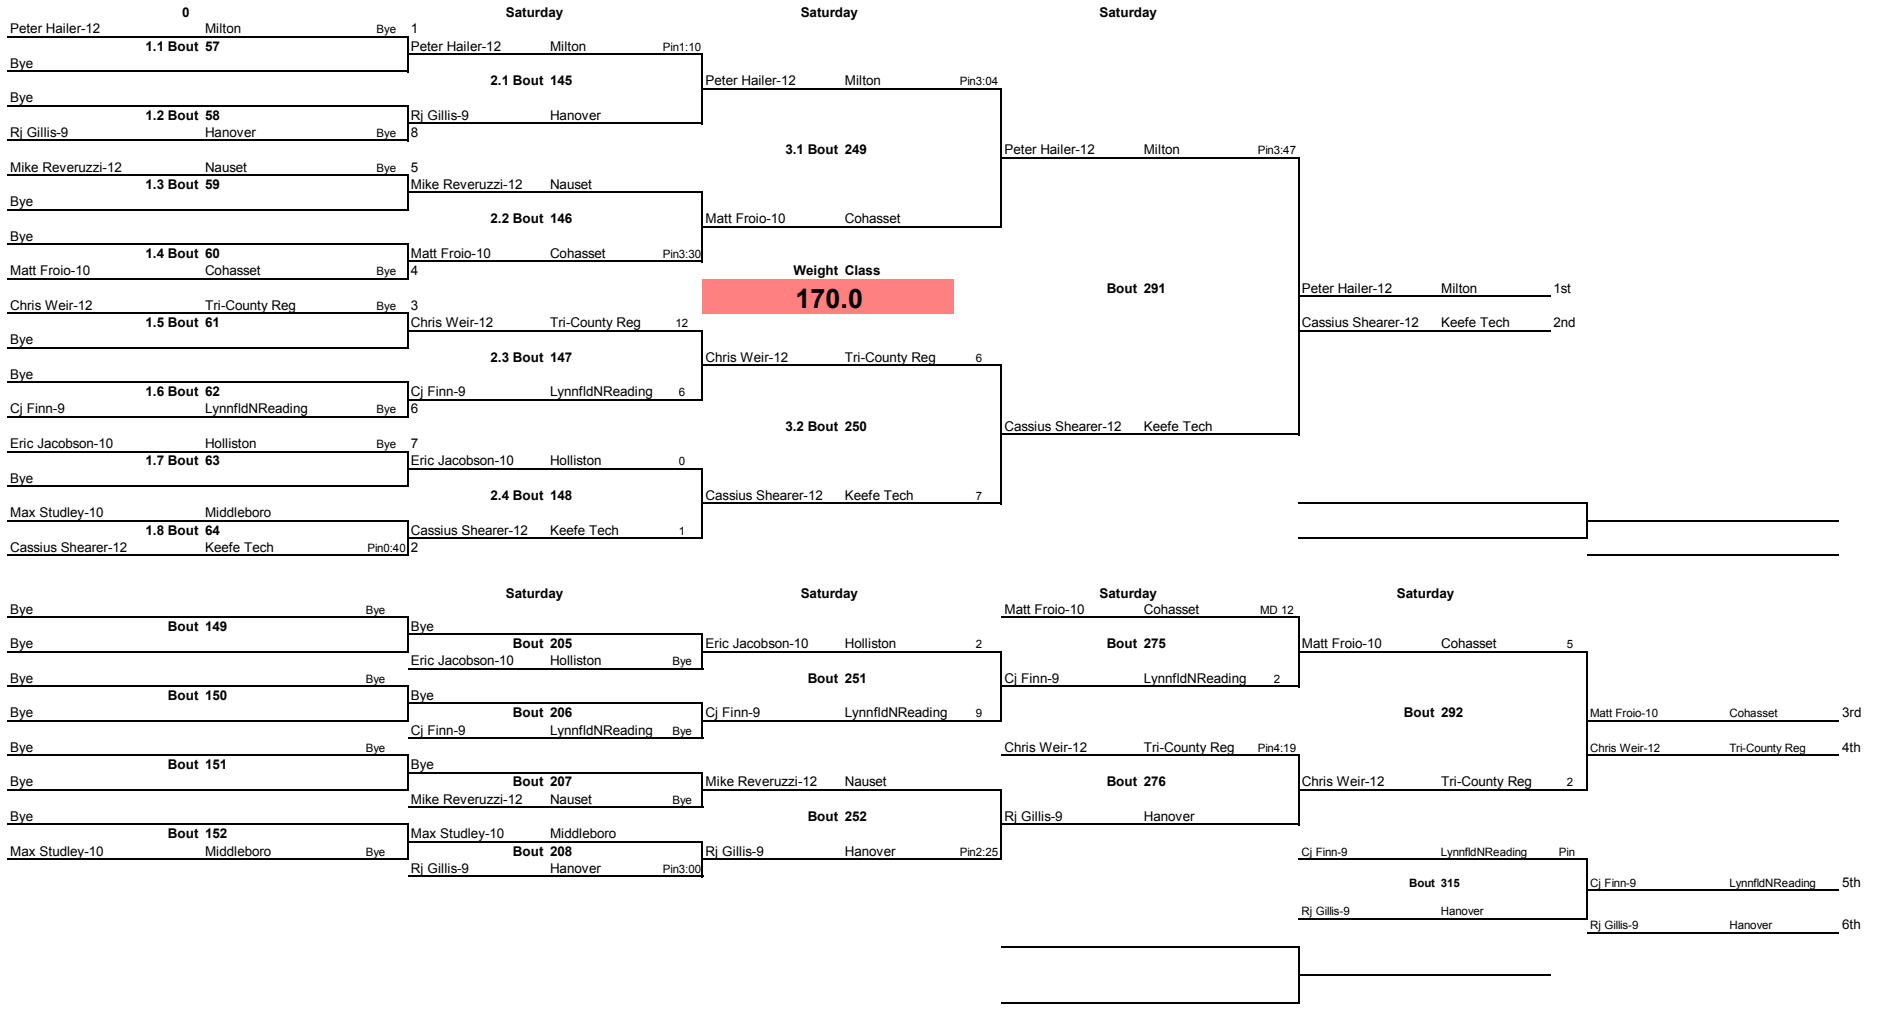 0 Saturday Saturday Saturday
Peter Hailer-12 Milton Bye 1
1.1 Bout 57 Peter Hailer-12 Milton Pin1:10
Bye
2.1 Bout 145 Peter Hailer-12 Milton Pin3:04
Bye
1.2 Bout 58 Rj Gillis-9 Hanover
Rj Gillis-9 Hanover Bye 8
3.1 Bout 249 Peter Hailer-12 Milton Pin3:47
Mike Reveruzzi-12 Nauset Bye 5
1.3 Bout 59 Mike Reveruzzi-12 Nauset
Bye
2.2 Bout 146 Matt Froio-10 Cohasset
Bye
1.4 Bout 60 Matt Froio-10 Cohasset Pin3:30
Matt Froio-10 Cohasset Bye 4 Weight Class
Bout 291 Peter Hailer-12 Milton 1st
170.0
Chris Weir-12 Tri-County Reg Bye 3
1.5 Bout 61 Chris Weir-12 Tri-County Reg 12 Cassius Shearer-12 Keefe Tech 2nd
Bye
2.3 Bout 147 Chris Weir-12 Tri-County Reg 6
Bye
1.6 Bout 62 Cj Finn-9 LynnfldNReading 6
Cj Finn-9 LynnfldNReading Bye 6
3.2 Bout 250 Cassius Shearer-12 Keefe Tech
Eric Jacobson-10 Holliston Bye 7
1.7 Bout 63 Eric Jacobson-10 Holliston 0
Bye
2.4 Bout 148 Cassius Shearer-12 Keefe Tech 7
Max Studley-10 Middleboro
1.8 Bout 64 Cassius Shearer-12 Keefe Tech 1
Cassius Shearer-12 Keefe Tech Pin0:40 2
Saturday Saturday Saturday Saturday
Bye Bye Matt Froio-10 Cohasset MD 12
Bout 149 Bye
Bye Bout 205 Eric Jacobson-10 Holliston 2 Bout 275 Matt Froio-10 Cohasset 5
Eric Jacobson-10 Holliston Bye
Bye Bye Bout 251 Cj Finn-9 LynnfldNReading 2
Bout 150 Bye
Bye Bout 206 Cj Finn-9 LynnfldNReading 9 Bout 292 Matt Froio-10 Cohasset 3rd
Cj Finn-9 LynnfldNReading Bye
Bye Bye Chris Weir-12 Tri-County Reg Pin4:19 Chris Weir-12 Tri-County Reg 4th
Bout 151 Bye
Bye Bout 207 Mike Reveruzzi-12 Nauset Bout 276 Chris Weir-12 Tri-County Reg 2
Mike Reveruzzi-12 Nauset Bye
Bye Bout 252 Rj Gillis-9 Hanover
Bout 152 Max Studley-10 Middleboro
Max Studley-10 Middleboro Bye Bout 208 Rj Gillis-9 Hanover Pin2:25 Cj Finn-9 LynnfldNReading Pin
Rj Gillis-9 Hanover Pin3:00
Bout 315 Cj Finn-9 LynnfldNReading 5th
Rj Gillis-9 Hanover
Rj Gillis-9 Hanover 6th